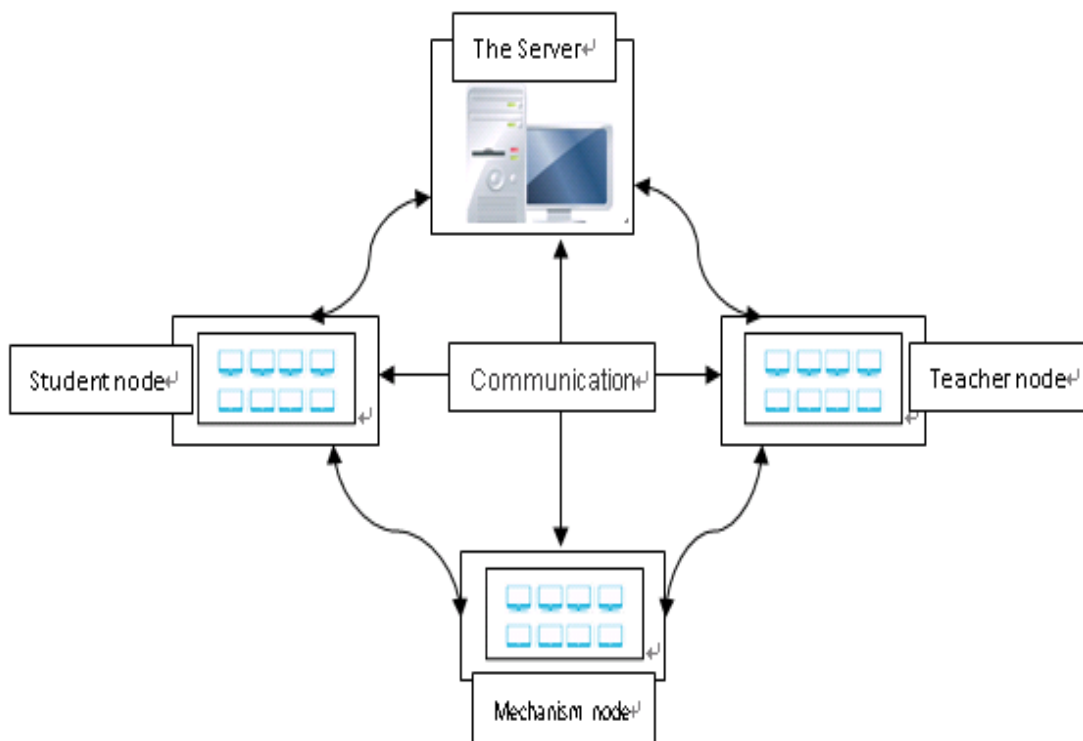 The Server↵
Student node↵
Communication↵
Teacher node↵
↵
↵
↵
Mechanism node↵